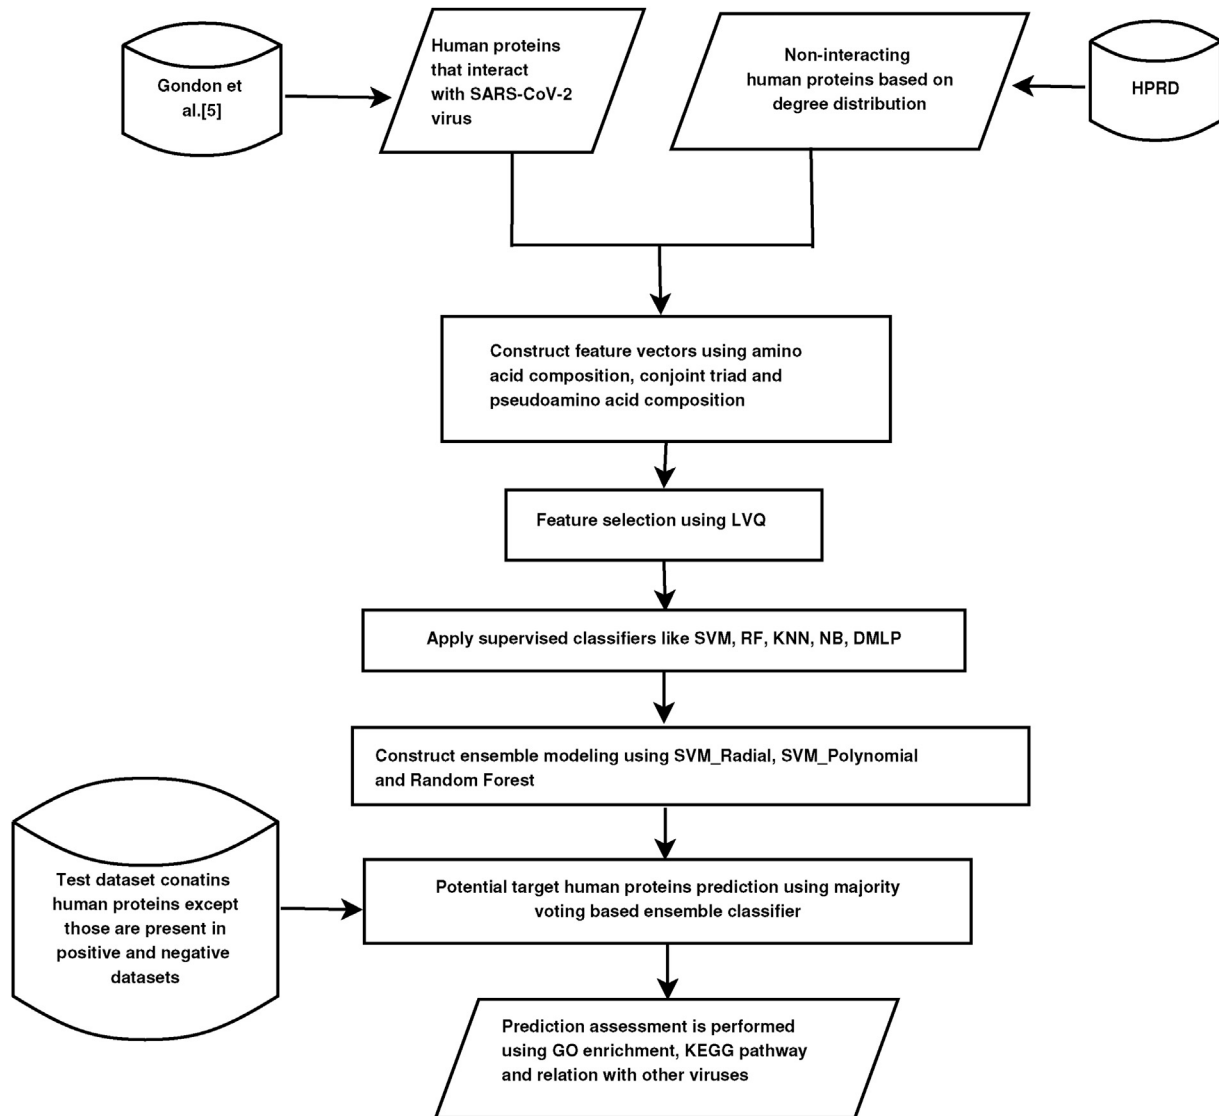 Gondon et
al.[5]
Human proteins
that interact
with SARS-CoV-2
virus
Non-interacting
human proteins based on
degree distribution
HPRD
Construct feature vectors using amino
acid composition, conjoint triad and
pseudoamino acid composition
Feature selection using LVQ
Apply supervised classifiers like SVM, RF, KNN, NB, DMLP
Construct ensemble modeling using SVM_Radial, SVM_Polynomial
and Random Forest
Test dataset conatins
human proteins except
those are present in
positive and negative
datasets
Potential target human proteins prediction using majority
voting based ensemble classifier
Prediction assessment is performed
using GO enrichment, KEGG pathway
and relation with other viruses